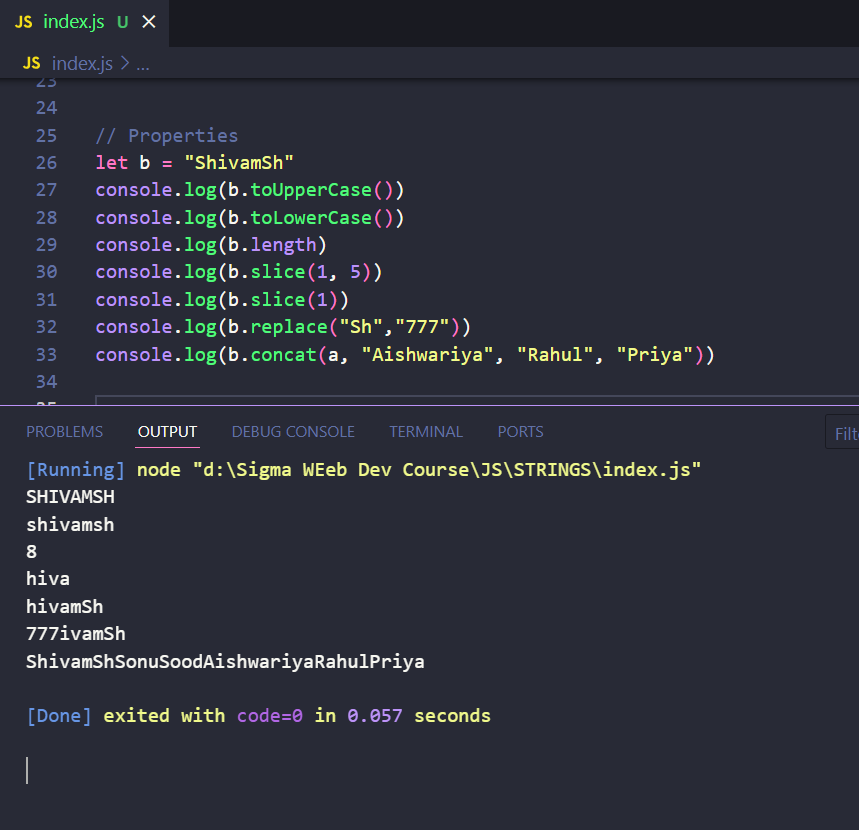 JS index.js U ×
JS index.js > ...
23
24
25 // Properties
26 let b = "ShivamSh"
27 console.log(b.toUpperCase())
28 console.log(b.toLowerCase())
29 console.log(b.length)
30 console.log(b.slice(1, 5))
31 console.log(b.slice(1))
32 console.log(b.replace("Sh","777"))
33 console.log(b.concat(a, "Aishwariya", "Rahul", "Priya"))
34
35
PROBLEMS OUTPUT DEBUG CONSOLE TERMINAL PORTS Filt
[Running] node "d:\Sigma WEeb Dev Course\JS\STRINGS\index.js"
SHIVAMSH
shivamsh
8
hiva
hivamSh
777ivamSh
ShivamShSonuSoodAishwariyaRahulPriya
[Done] exited with code=0 in 0.057 seconds